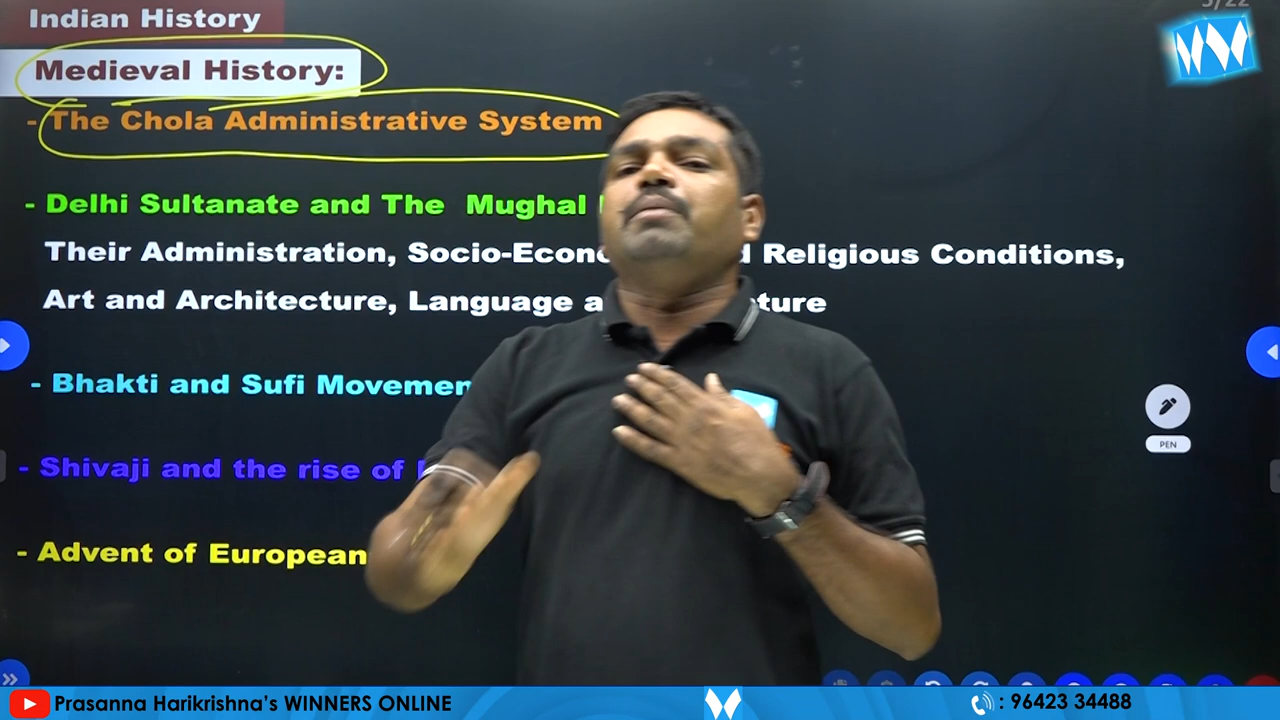 Indian History
Medieval History:
- The Chola Administrative System
- Delhi Sultanate and The Mughal
Their Administration, Socio-Econ Religious Conditions,
Art and Architecture, Language
- Bhakti and Sufi Movemen
- Shivaji and the rise of
- Advent of European
PEN
Prasanna Harikrishna's WINNERS ONLINE
: 96423 34488